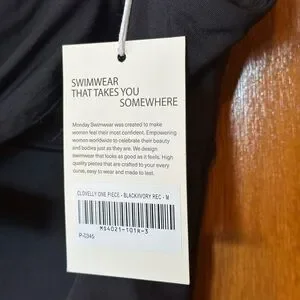 SWIMWEAR
THAT TAKES YOU
SOMEWHERE
Monday Swimwear was created to make
women feel their most confident. Empowering
women worldwide to celebrate their beauty
and bodies just as they are. We design
swimwear that looks as good as it feels. High
quality pieces that are crafted to your every
curve, easy to wear and made to last.
CLOVELLY ONE PIECE - BLACK/IVORY REC - M
MS4021-101R-3
P-0345